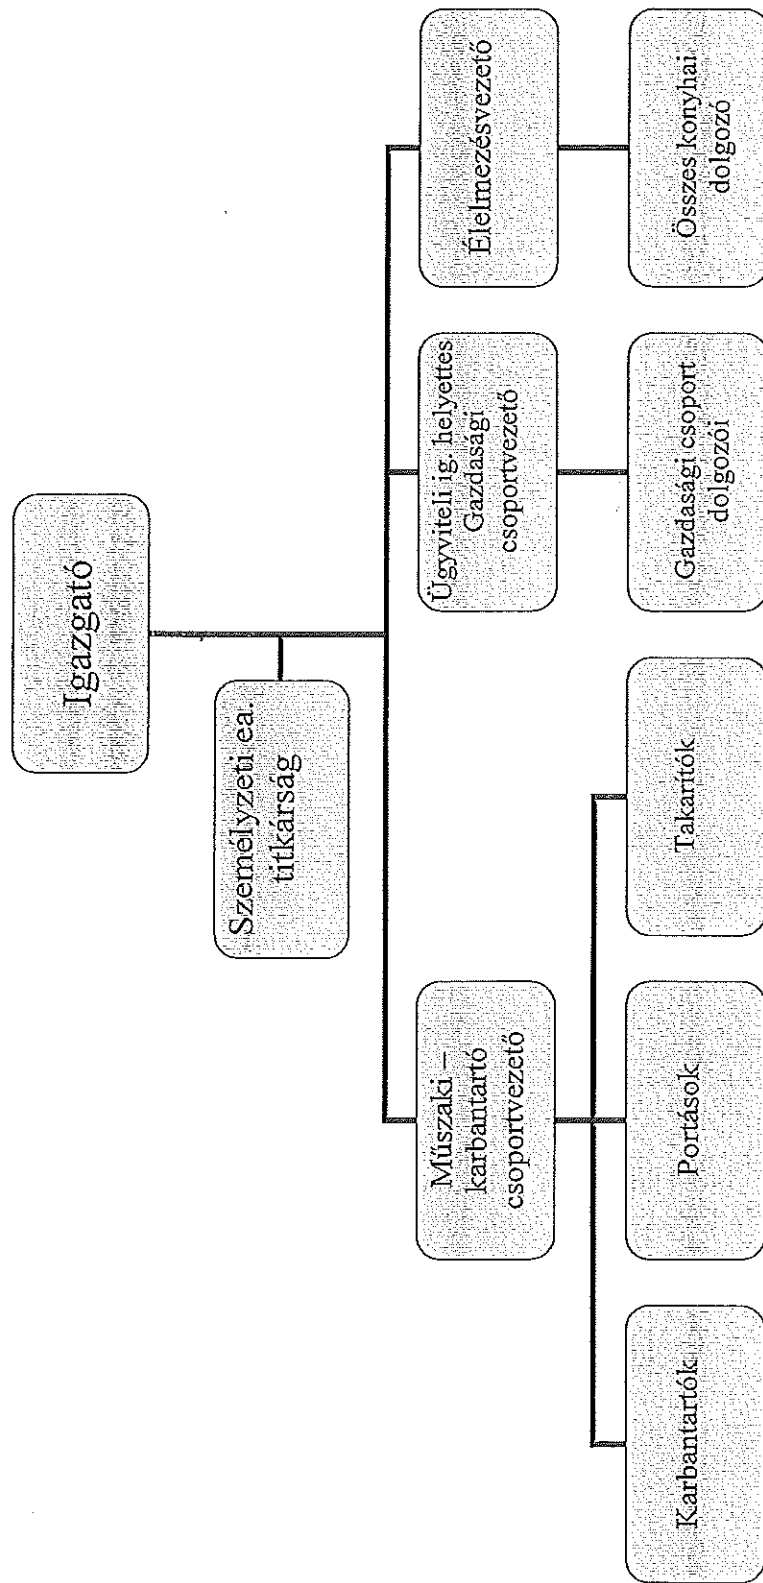 Igazgató
Személyzeti ea.
titkárság
Műszaki –
karbantartó
csoportvezető
Ügyviteli ig. helyettes
Gazdasági
csoportvezető
Élelmezésvezető
Karbantartók
Portások
Takarítók
Gazdasági csoport
dolgozói
Összes konyhai
dolgozó